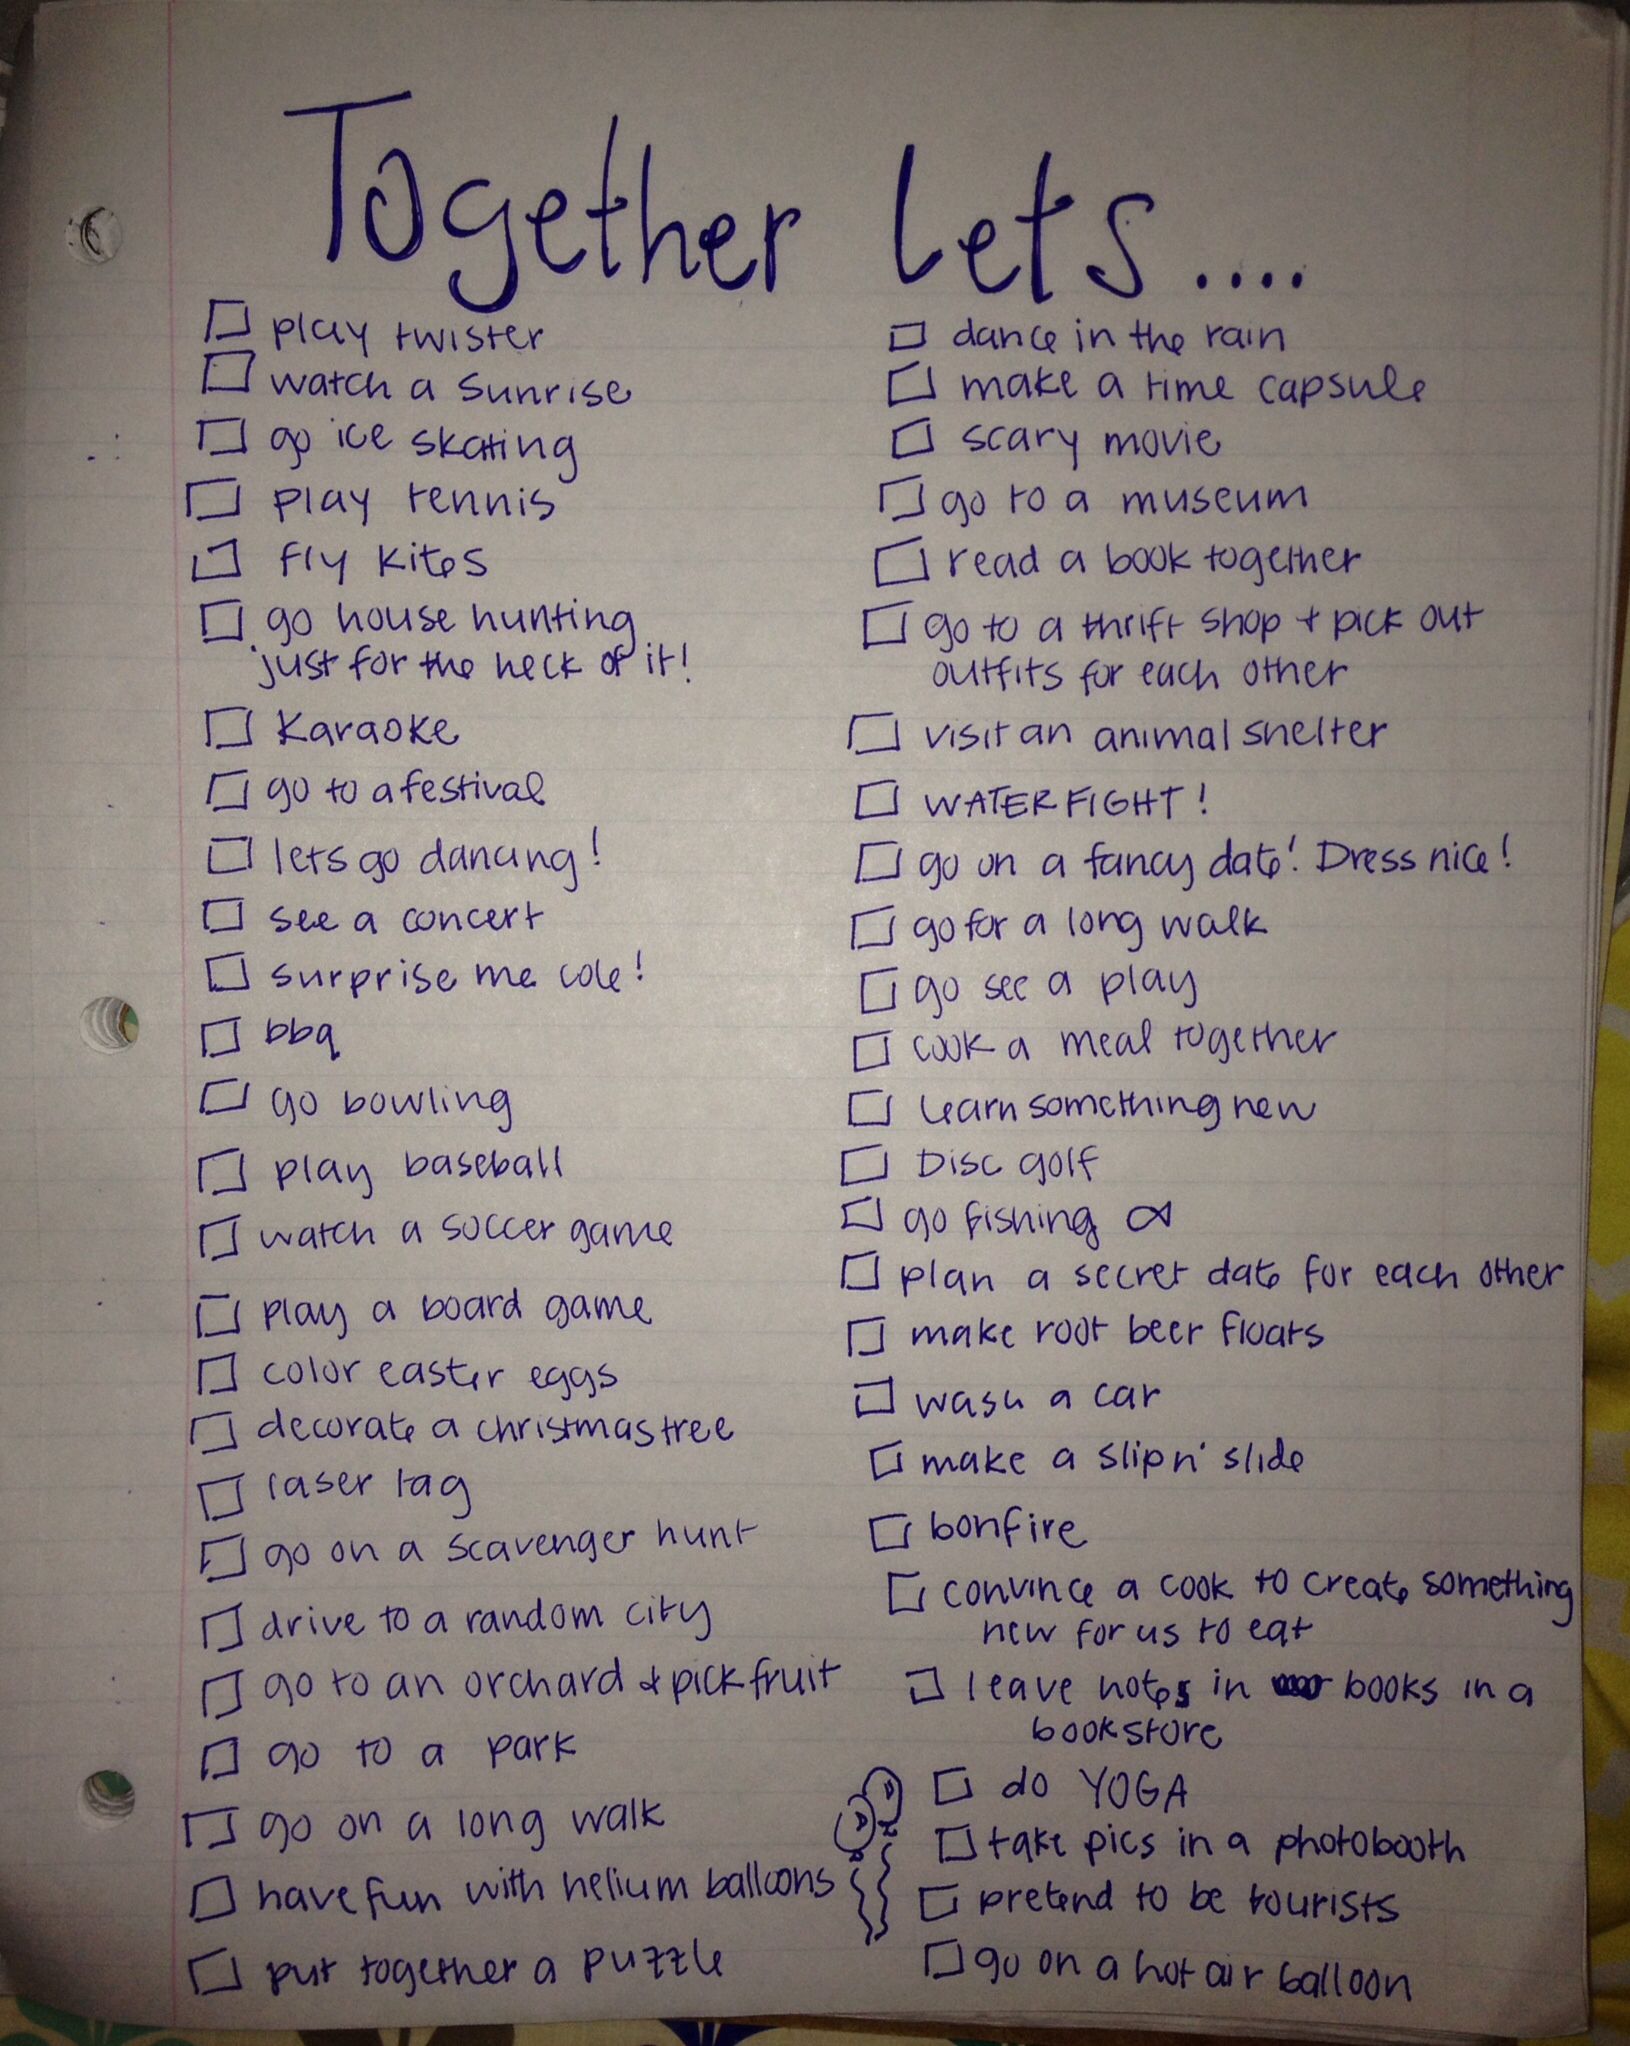 Together Lets....
play twister
watch a sunrise
go ice skating
play tennis
fly kites
go house hunting
just for the heck of it!
Karaoke
go to a festival
lets go dancing!
see a concert
surprise me cole!
bbq
go bowling
play baseball
watch a soccer game
play a board game
color easter eggs
decorate a christmas tree
laser tag
go on a scavenger hunt
drive to a random city
go to an orchard + pick fruit
go to a park
go on a long walk
have fun with helium balloons
put together a puzzle
dance in the rain
make a time capsule
scary movie
go to a museum
read a book together
go to a thrift shop + pick out
outfits for each other
visit an animal shelter
WATER FIGHT!
go on a fancy date! Dress nice!
go for a long walk
go see a play
cook a meal together
learn something new
Disc golf
go fishing
plan a secret date for each other
make root beer floats
wash a car
make a slip n' slide
bonfire
convince a cook to create something
new for us to eat
leave notes in books in a
bookstore
do YOGA
take pics in a photobooth
pretend to be tourists
go on a hot air balloon